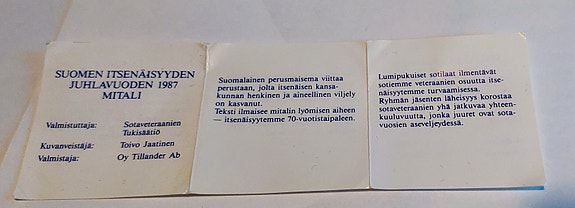 SUOMEN ITSENÄISYYDEN
JUHLAVUODEN 1987
MITALI
Valmistuttaja: Sotaveteraanien
Tukisäätiö
Kuvanveistäjä: Toivo Jaatinen
Valmistaja: Oy Tillander Ab
Suomalainen perusmaisema viittaa
perustaan, jolta itsenäisen kansa-
kunnan henkinen ja aineellinen viljely
on kasvanut.
Teksti ilmaisee mitalin lyömisen aiheen
— itsenäisyytemme 70-vuotistaipaleen.
Lumipukuiset sotilaat ilmentävät
sotiemme veteraanien osuutta itse-
näisyytemme turvaamisessa.
Ryhmän jäsenten läheisyys korostaa
sotaveteraanien yhä jatkuvaa yhteen-
kuuluvuutta, jonka juuret ovat sota-
vuosien aseveljeydessä.